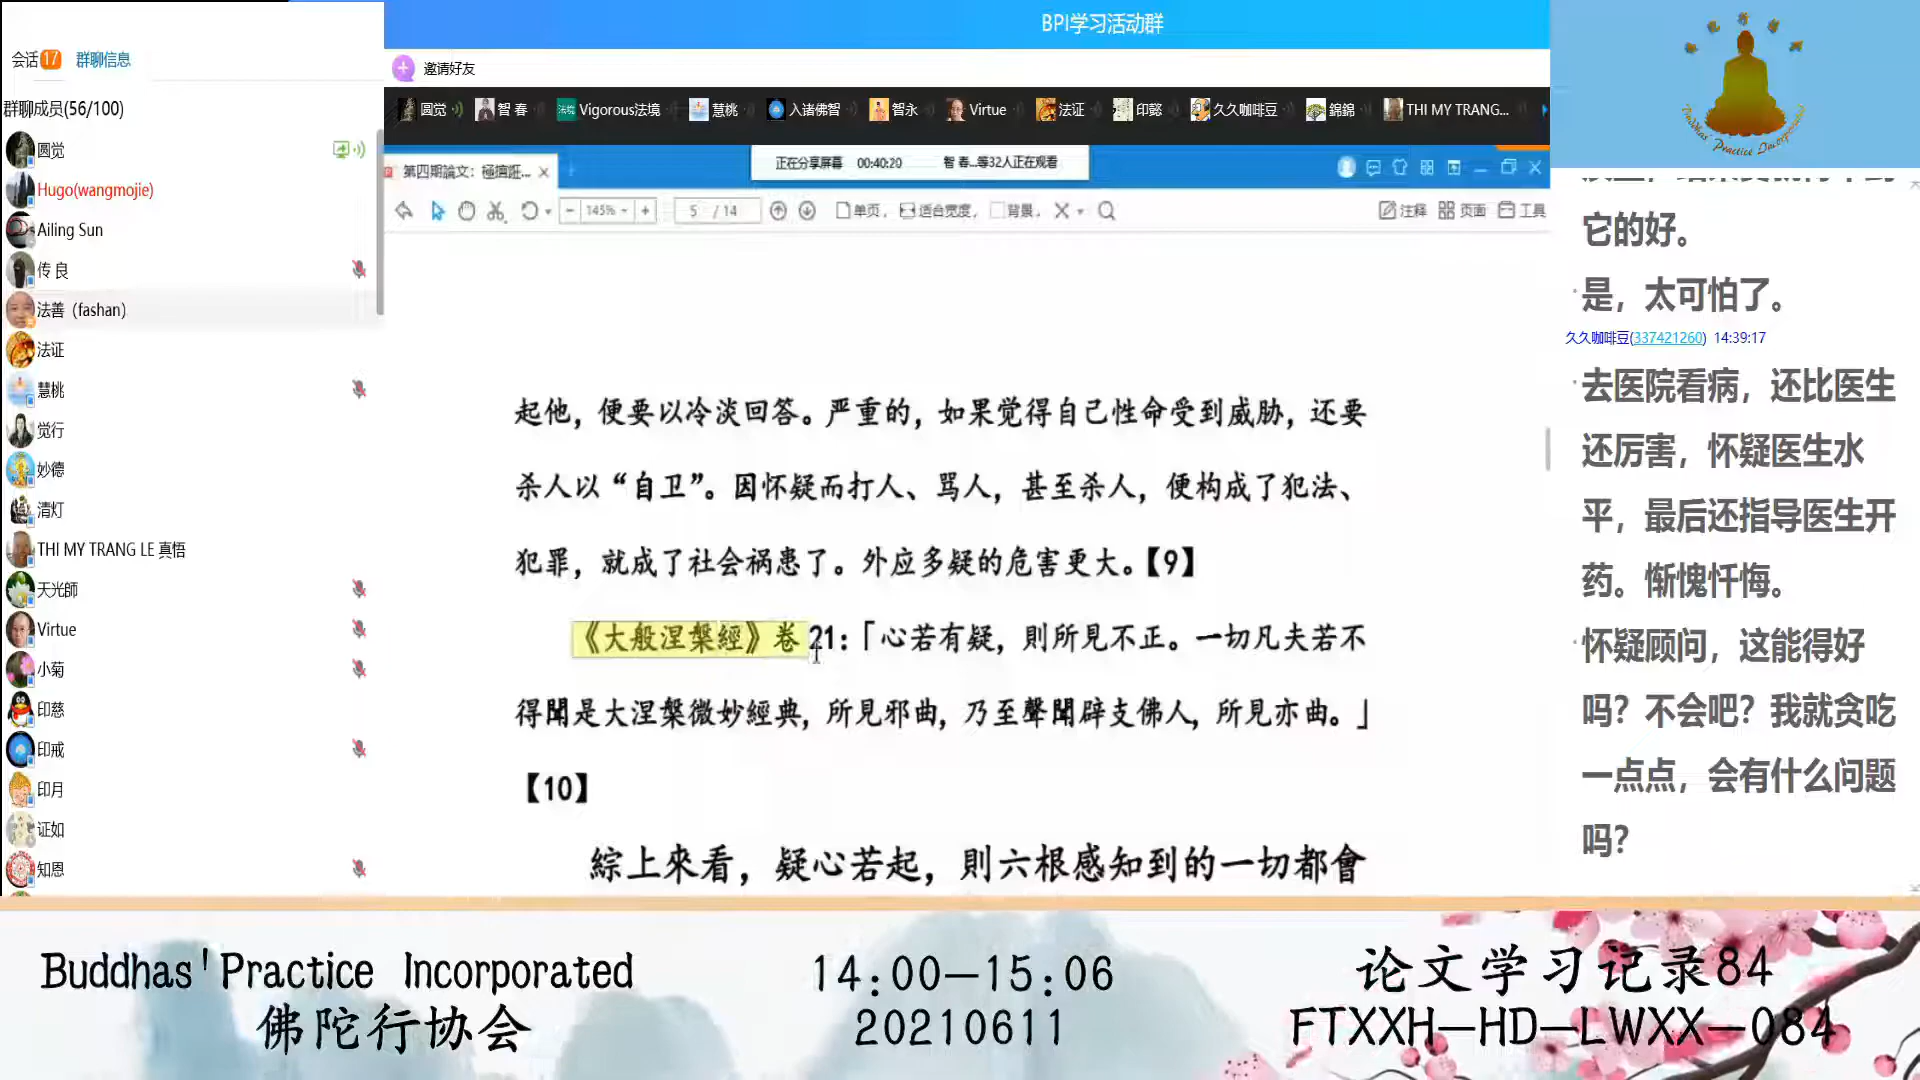 BPI学习活动群
会话 17 群聊信息
邀请好友
群聊成员(56/100)
圆觉
Hugo(wangmojie)
Ailing Sun
传 良
法善 (fashan)
法证
慧桃
觉行
妙德
清灯
THI MY TRANG LE 真悟
天光師
Virtue
小菊
印慈
印戒
印月
证如
知恩
圆觉 智 春 Vigorous法境 慧桃 入诸佛智 智永 Virtue 法证 印懿 久久咖啡豆 錦錦 THI MY TRANG...
正在分享屏幕 00:40:20 智 春...等32人正在观看
145% 5 / 14 单页 适合宽度 背景 注释 页面 工具
起他，便要以冷淡回答。严重的，如果觉得自己性命受到威胁，还要
杀人以“自卫”。因怀疑而打人、骂人，甚至杀人，便构成了犯法、
犯罪，就成了社会祸患了。外应多疑的危害更大。【9】
《大般涅槃經》卷 21：「心若有疑，則所見不正。一切凡夫若不
得聞是大涅槃微妙經典，所見邪曲，乃至聲聞辟支佛人，所見亦曲。」
【10】
綜上來看，疑心若起，則六根感知到的一切都會
它的好。
是，太可怕了。
久久咖啡豆(337421260) 14:39:17
去医院看病，还比医生
还厉害，怀疑医生水
平，最后还指导医生开
药。惭愧忏悔。
怀疑顾问，这能得好
吗？不会吧？我就贪吃
一点点，会有什么问题
吗？
Buddhas' Practice Incorporated
Buddhas'Practice Incorporated
佛陀行协会
14:00—15:06
20210611
论文学习记录84
FTXXH—HD—LWXX—084